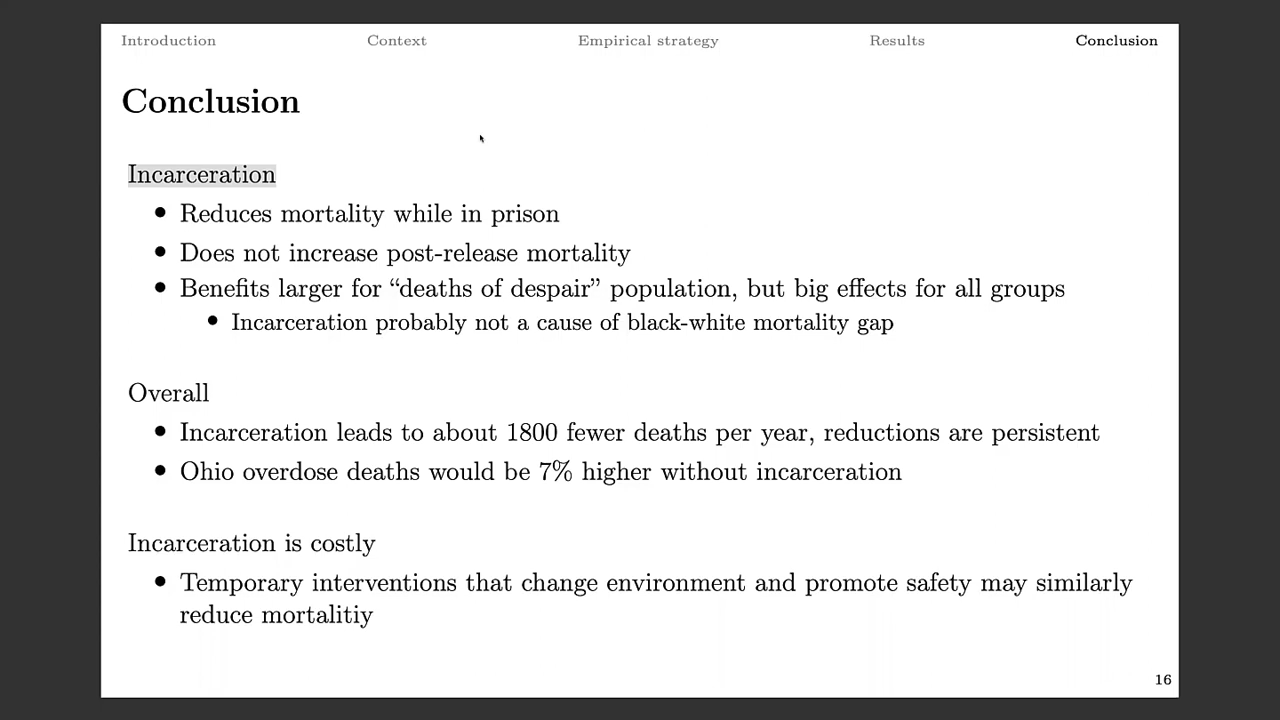 Introduction Context Empirical strategy Results Conclusion
Conclusion
Incarceration
• Reduces mortality while in prison
• Does not increase post-release mortality
• Benefits larger for “deaths of despair” population, but big effects for all groups
• Incarceration probably not a cause of black-white mortality gap
Overall
• Incarceration leads to about 1800 fewer deaths per year, reductions are persistent
• Ohio overdose deaths would be 7% higher without incarceration
Incarceration is costly
• Temporary interventions that change environment and promote safety may similarly
reduce mortalitiy
16